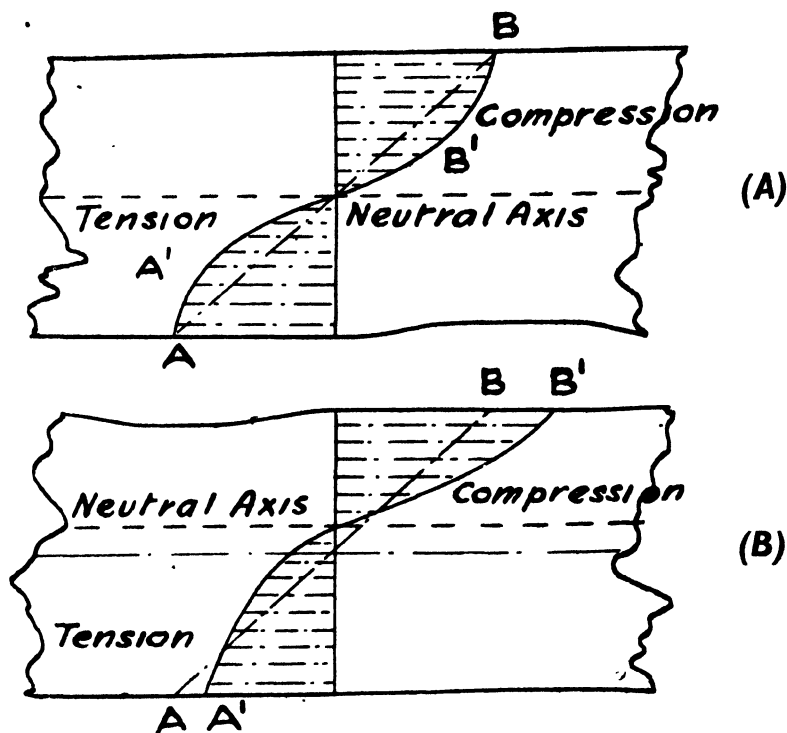 B
Compression
B'
(A)
Tension
Neutral Axis
A'
A
B B'
Neutral Axis
Compression
(B)
Tension
A A'